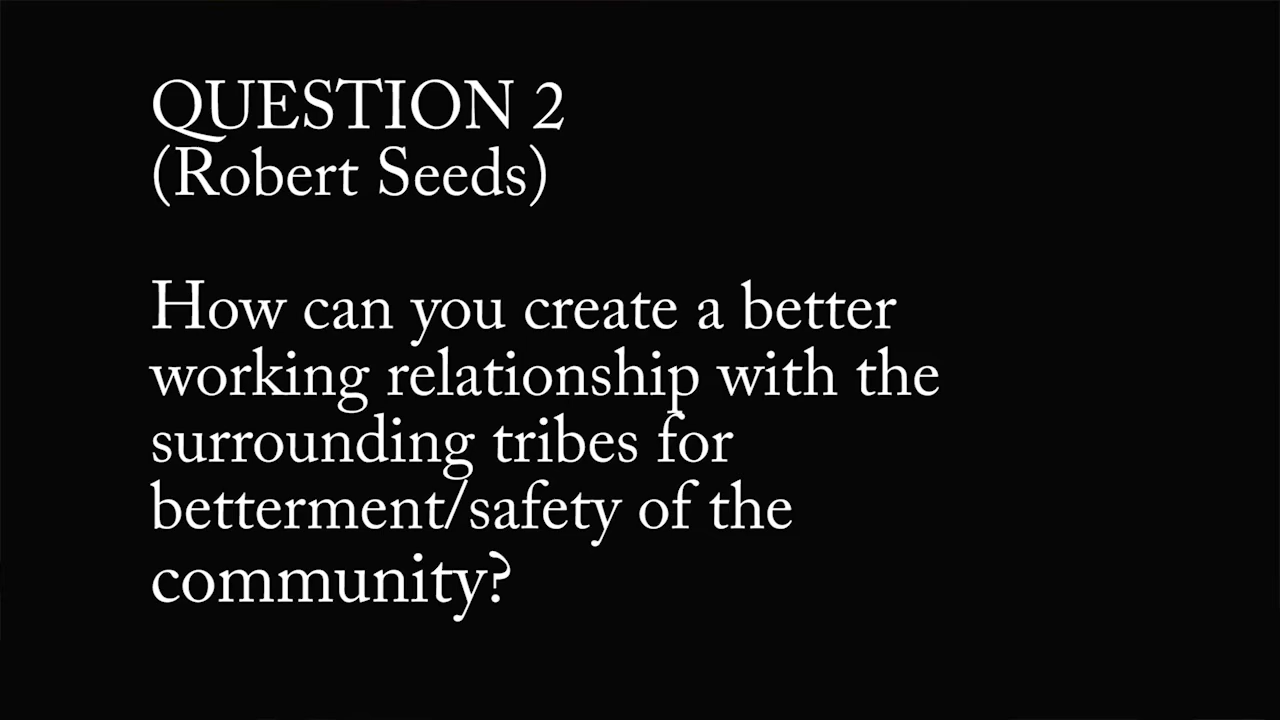 QUESTION 2
(Robert Seeds)
How can you create a better
working relationship with the
surrounding tribes for
betterment/safety of the
community?